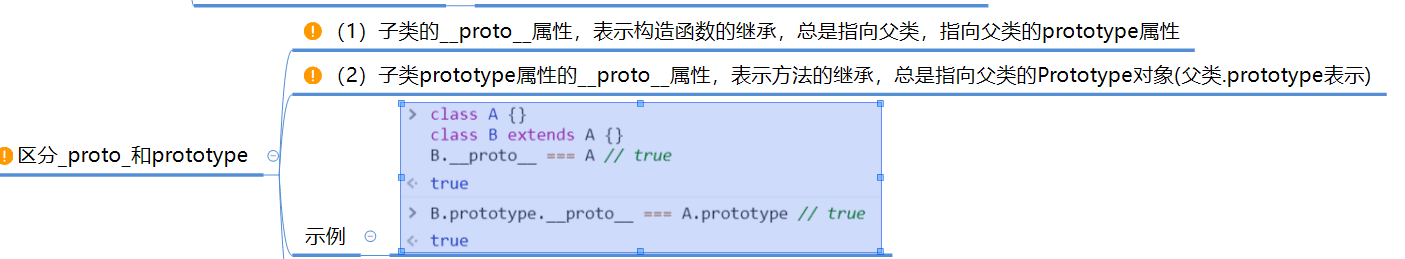 （1）子类的__proto__属性，表示构造函数的继承，总是指向父类，指向父类的prototype属性
（2）子类prototype属性的__proto__属性，表示方法的继承，总是指向父类的Prototype对象(父类.prototype表示)
区分_proto_和prototype
示例
> class A {}
class B extends A {}
B.__proto__ === A // true
true
> B.prototype.__proto__ === A.prototype // true
true